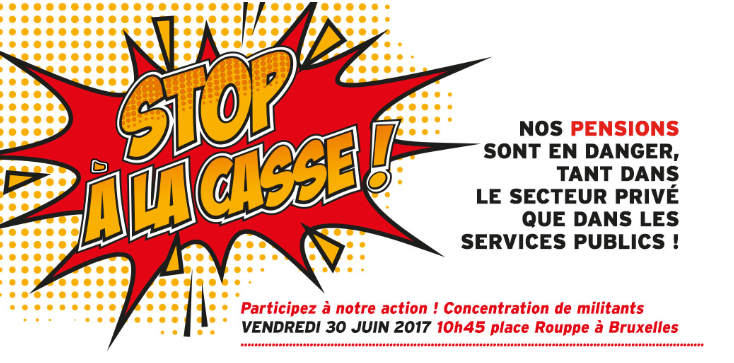 STOP
À LA CASSE !
NOS PENSIONS
SONT EN DANGER,
TANT DANS
LE SECTEUR PRIVÉ
QUE DANS LES
SERVICES PUBLICS !
Participez à notre action ! Concentration de militants
VENDREDI 30 JUIN 2017 10h45 place Rouppe à Bruxelles